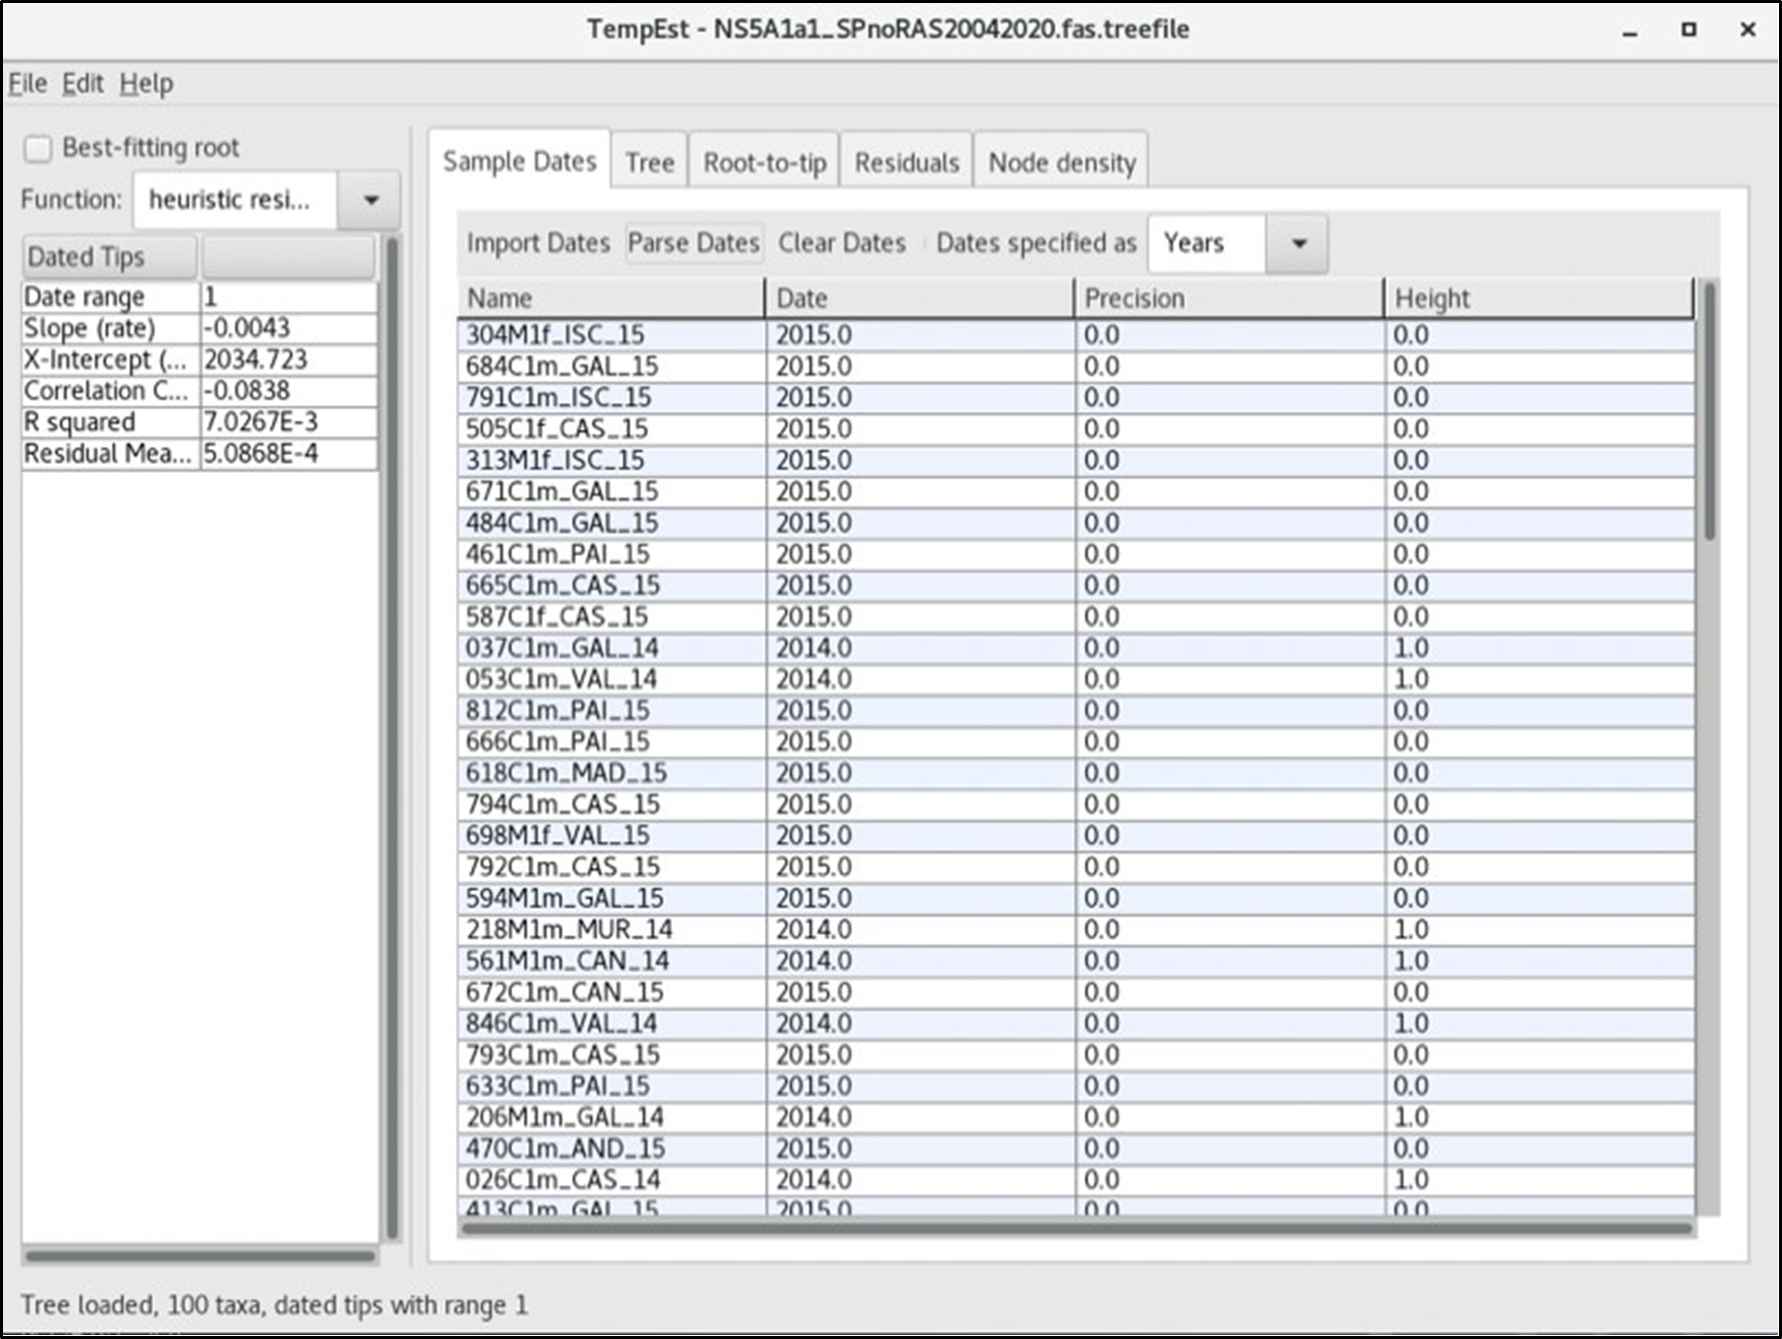 TempEst - NS5A1a1_SPnoRAS20042020.fas.treefile
File Edit Help
Best-fitting root
Function: heuristic resi...
Dated Tips
Date range 1
Slope (rate) -0.0043
X-Intercept (... 2034.723
Correlation C... -0.0838
R squared 7.0267E-3
Residual Mea... 5.0868E-4
Sample Dates Tree Root-to-tip Residuals Node density
Import Dates Parse Dates Clear Dates Dates specified as Years
Name Date Precision Height
304M1f_ISC_15 2015.0 0.0 0.0
684C1m_GAL_15 2015.0 0.0 0.0
791C1m_ISC_15 2015.0 0.0 0.0
505C1f_CAS_15 2015.0 0.0 0.0
313M1f_ISC_15 2015.0 0.0 0.0
671C1m_GAL_15 2015.0 0.0 0.0
484C1m_GAL_15 2015.0 0.0 0.0
461C1m_PAI_15 2015.0 0.0 0.0
665C1m_CAS_15 2015.0 0.0 0.0
587C1f_CAS_15 2015.0 0.0 0.0
037C1m_GAL_14 2014.0 0.0 1.0
053C1m_VAL_14 2014.0 0.0 1.0
812C1m_PAI_15 2015.0 0.0 0.0
666C1m_PAI_15 2015.0 0.0 0.0
618C1m_MAD_15 2015.0 0.0 0.0
794C1m_CAS_15 2015.0 0.0 0.0
698M1f_VAL_15 2015.0 0.0 0.0
792C1m_CAS_15 2015.0 0.0 0.0
594M1m_GAL_15 2015.0 0.0 0.0
218M1m_MUR_14 2014.0 0.0 1.0
561M1m_CAN_14 2014.0 0.0 1.0
672C1m_CAN_15 2015.0 0.0 0.0
846C1m_VAL_14 2014.0 0.0 1.0
793C1m_CAS_15 2015.0 0.0 0.0
633C1m_PAI_15 2015.0 0.0 0.0
206M1m_GAL_14 2014.0 0.0 1.0
470C1m_AND_15 2015.0 0.0 0.0
026C1m_CAS_14 2014.0 0.0 1.0
413C1m_GAL_15 2015.0 0.0 0.0
Tree loaded, 100 taxa, dated tips with range 1